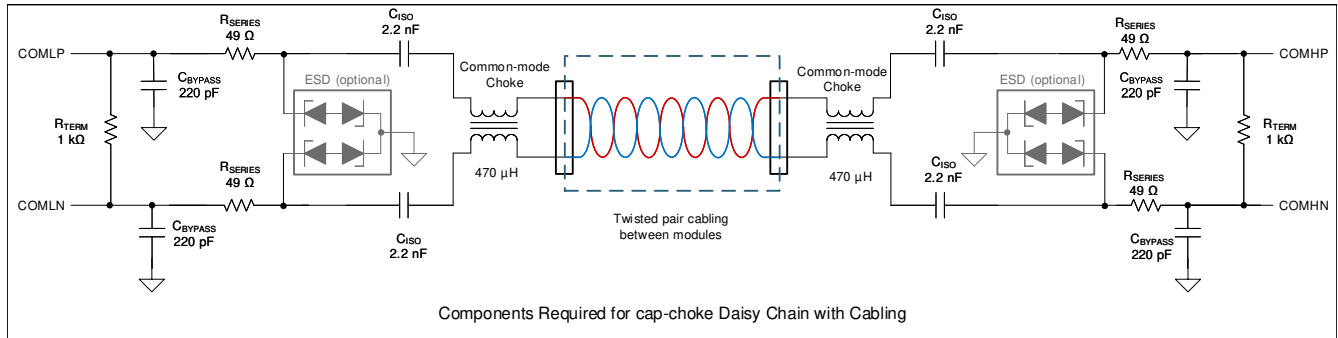 CISO
2.2 nF
RSERIES
49 Ω
COMLP
CBYPASS
220 pF
ESD (optional)
Common-mode
Choke
RTERM
1 kΩ
RSERIES
49 Ω
COMLN
CBYPASS
220 pF
CISO
2.2 nF
470 µH
Twisted pair cabling
between modules
CISO
2.2 nF
RSERIES
49 Ω
COMHP
Common-mode
Choke
ESD (optional)
CBYPASS
220 pF
RTERM
1 kΩ
470 µH
CISO
2.2 nF
RSERIES
49 Ω
COMHN
CBYPASS
220 pF
Components Required for cap-choke Daisy Chain with Cabling